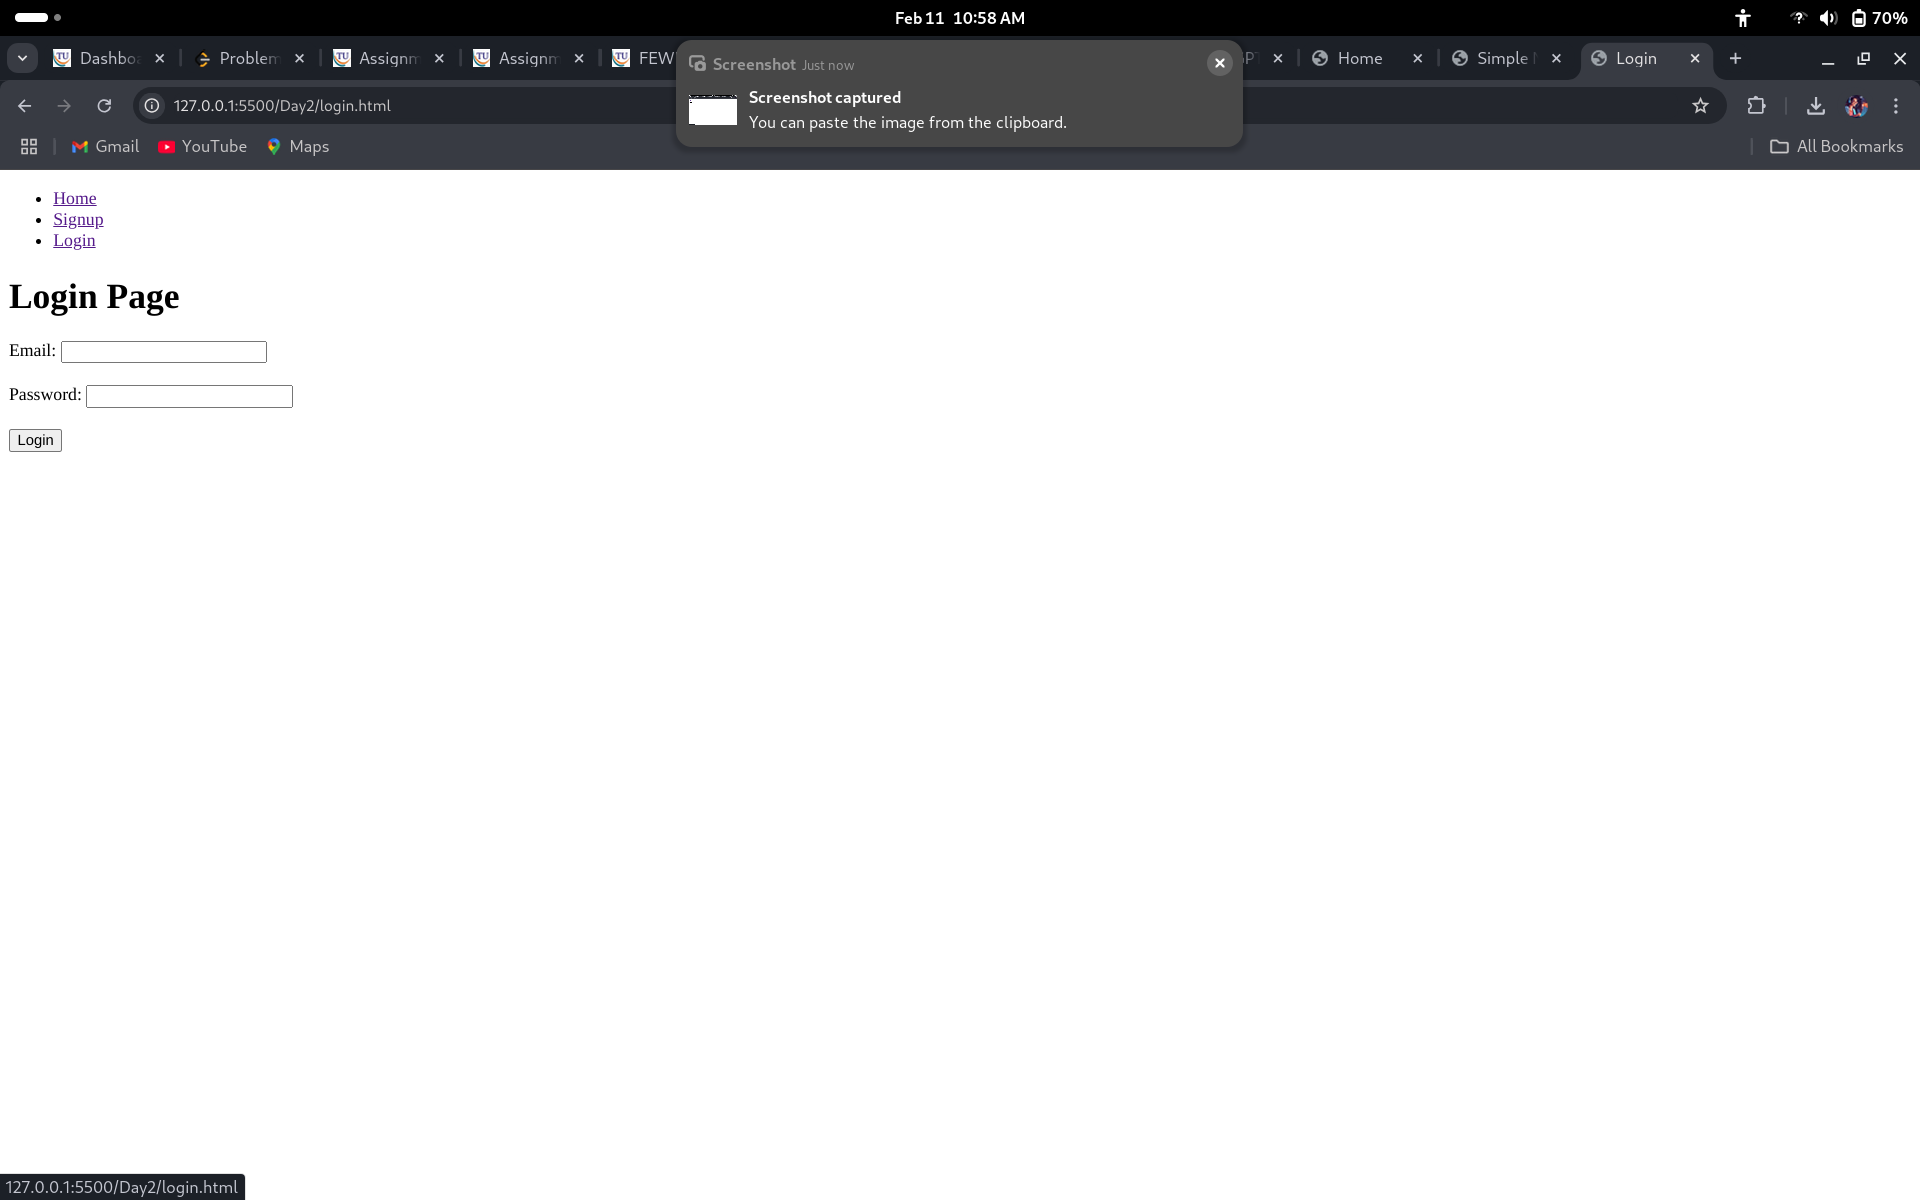 Feb 11 10:58 AM
70%
Dashboa
Problem
Assignm
Assignm
FEW
Home
Simple
Login
Screenshot Just now
Screenshot captured
You can paste the image from the clipboard.
127.0.0.1:5500/Day2/login.html
Gmail
YouTube
Maps
All Bookmarks
Home
Signup
Login
Login Page
Email:
Password:
Login
127.0.0.1:5500/Day2/login.html